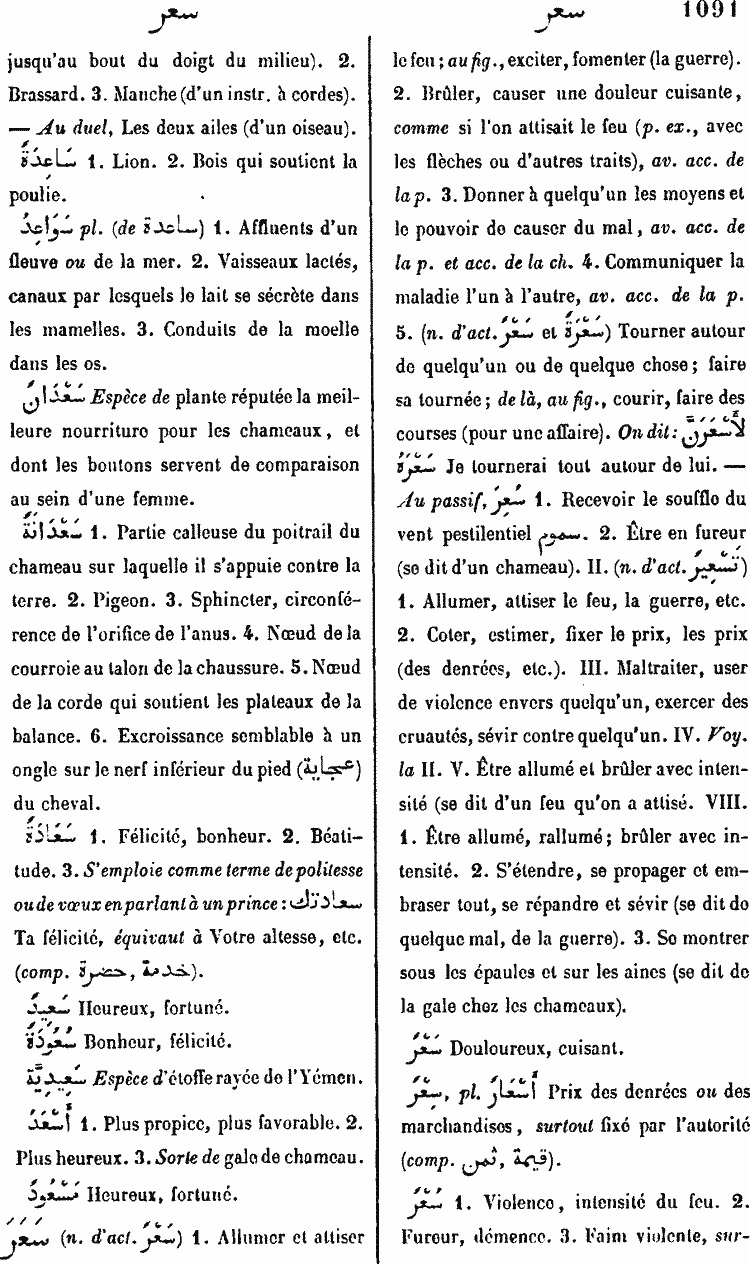 سعر
سعر 1091
jusqu'au bout du doigt du milieu). 2.
Brassard. 3. Manche (d'un instr. à cordes).
— Au duel, Les deux ailes (d'un oiseau).
سَاعِدَةٌ 1. Lion. 2. Bois qui soutient la
poulie.
سَوَاعِدُ pl. (de ساعدة) 1. Affluents d'un
fleuve ou de la mer. 2. Vaisseaux lactés,
canaux par lesquels le lait se sécrète dans
les mamelles. 3. Conduits de la moelle
dans les os.
سَعْدَانٌ Espèce de plante réputée la meil-
leure nourriture pour les chameaux, et
dont les boutons servent de comparaison
au sein d'une femme.
سَعْدَانَةٌ 1. Partie calleuse du poitrail du
chameau sur laquelle il s'appuie contre la
terre. 2. Pigeon. 3. Sphincter, circonfé-
rence de l'orifice de l'anus. 4. Nœud de la
courroie au talon de la chaussure. 5. Nœud
de la corde qui soutient les plateaux de la
balance. 6. Excroissance semblable à un
ongle sur le nerf inférieur du pied (عجاية)
du cheval.
سَعَادَةٌ 1. Félicité, bonheur. 2. Béati-
tude. 3. S'emploie comme terme de politesse
ou de vœux en parlant à un prince : سعادتك
Ta félicité, équivaut à Votre altesse, etc.
(comp. خدمة, حضرة).
سَعِيدٌ Heureux, fortuné.
سُعُودَةٌ Bonheur, félicité.
سَعِيدِيَّةٌ Espèce d'étoffe rayée de l'Yémen.
أَسْعَدُ 1. Plus propice, plus favorable. 2.
Plus heureux. 3. Sorte de gale de chameau.
مَسْعُودٌ Heureux, fortuné.
سَعَرَ (n. d'act. سَعْرٌ) 1. Allumer et attiser
le feu; au fig., exciter, fomenter (la guerre).
2. Brûler, causer une douleur cuisante,
comme si l'on attisait le feu (p. ex., avec
les flèches ou d'autres traits), av. acc. de
la p. 3. Donner à quelqu'un les moyens et
le pouvoir de causer du mal, av. acc. de
la p. et acc. de la ch. 4. Communiquer la
maladie l'un à l'autre, av. acc. de la p.
5. (n. d'act. سَعْرٌ et سَعْرَةٌ) Tourner autour
de quelqu'un ou de quelque chose; faire
sa tournée; de là, au fig., courir, faire des
courses (pour une affaire). On dit: لَأَسْعَرَنَّ
سَعْرَهُ Je tournerai tout autour de lui. —
Au passif, سُعِرَ 1. Recevoir le souffle du
vent pestilentiel سموم. 2. Être en fureur
(se dit d'un chameau). II. (n. d'act. تَسْعِيرٌ)
1. Allumer, attiser le feu, la guerre, etc.
2. Coter, estimer, fixer le prix, les prix
(des denrées, etc.). III. Maltraiter, user
de violence envers quelqu'un, exercer des
cruautés, sévir contre quelqu'un. IV. Voy.
la II. V. Être allumé et brûler avec inten-
sité (se dit d'un feu qu'on a attisé. VIII.
1. Être allumé, rallumé; brûler avec in-
tensité. 2. S'étendre, se propager et em-
braser tout, se répandre et sévir (se dit de
quelque mal, de la guerre). 3. Se montrer
sous les épaules et sur les aines (se dit de
la gale chez les chameaux).
سَعْرٌ Douloureux, cuisant.
سِعْرٌ, pl. أَسْعَارٌ Prix des denrées ou des
marchandises, surtout fixé par l'autorité
(comp. قيمة, ثمن).
سُعْرٌ 1. Violence, intensité du feu. 2.
Fureur, démence. 3. Faim violente, sur-